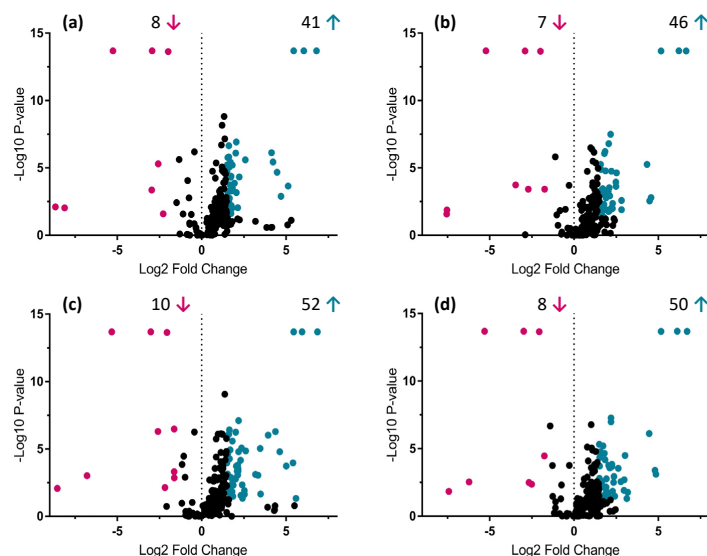 (a) 8 ↓ 41 ↑
15
10
5
0
-Log10 P-value
-5 0 5
Log2 Fold Change
(b) 7 ↓ 46 ↑
15
10
5
0
-Log10 P-value
-5 0 5
Log2 Fold Change
(c) 10 ↓ 52 ↑
15
10
5
0
-Log10 P-value
-5 0 5
Log2 Fold Change
(d) 8 ↓ 50 ↑
15
10
5
0
-Log10 P-value
-5 0 5
Log2 Fold Change